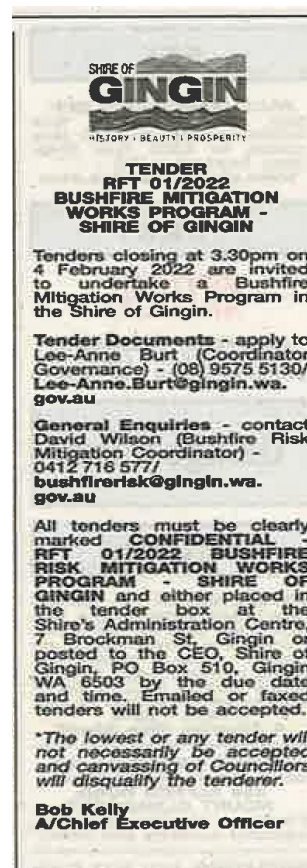 SHIRE OF
GINGIN
HISTORY • BEAUTY • PROSPERITY
TENDER
RFT 01/2022
BUSHFIRE MITIGATION
WORKS PROGRAM -
SHIRE OF GINGIN
Tenders closing at 3.30pm on
4 February 2022 are invited
to undertake a Bushfire
Mitigation Works Program in
the Shire of Gingin.
Tender Documents - apply to
Lee-Anne Burt (Coordinator
Governance) - (08) 9575 5130/
Lee-Anne.Burt@gingin.wa.
gov.au
General Enquiries - contact
David Wilson (Bushfire Risk
Mitigation Coordinator) -
0412 716 577/
bushfirerisk@gingin.wa.
gov.au
All tenders must be clearly
marked CONFIDENTIAL -
RFT 01/2022 BUSHFIRE
RISK MITIGATION WORKS
PROGRAM - SHIRE OF
GINGIN and either placed in
the tender box at the
Shire's Administration Centre,
7 Brockman St, Gingin or
posted to the CEO, Shire of
Gingin, PO Box 510, Gingin
WA 6503 by the due date
and time. Emailed or faxed
tenders will not be accepted.
*The lowest or any tender will
not necessarily be accepted
and canvassing of Councillors
will disqualify the tenderer.
Bob Kelly
A/Chief Executive Officer